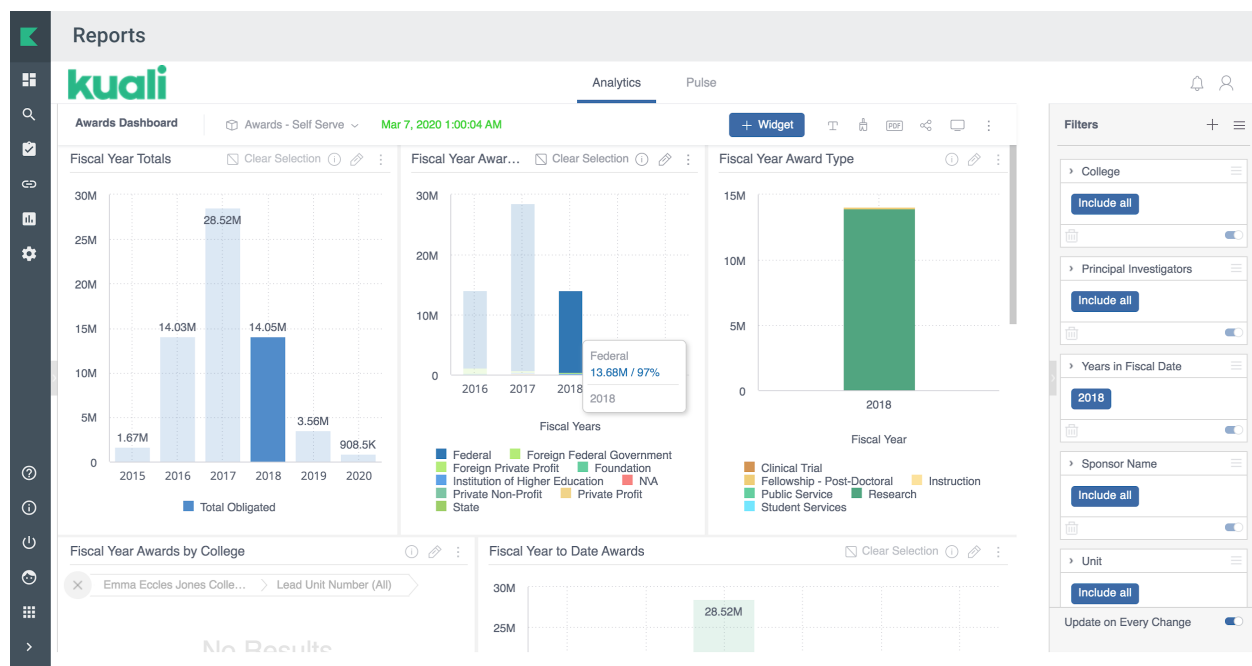 Reports
kuali
Analytics
Pulse
Awards Dashboard
Awards - Self Serve
Mar 7, 2020 1:00:04 AM
+ Widget
T
PDF
Filters
Fiscal Year Totals
Clear Selection
30M
25M
20M
15M
10M
5M
0
1.67M
14.03M
28.52M
14.05M
3.56M
908.5K
2015
2016
2017
2018
2019
2020
Total Obligated
Fiscal Year Awar...
Clear Selection
30M
20M
10M
0
2016
2017
2018
Federal
13.68M / 97%
2018
Fiscal Years
Federal
Foreign Federal Government
Foreign Private Profit
Foundation
Institution of Higher Education
N\A
Private Non-Profit
Private Profit
State
Fiscal Year Award Type
15M
10M
5M
0
2018
Fiscal Year
Clinical Trial
Fellowship - Post-Doctoral
Instruction
Public Service
Research
Student Services
College
Include all
Principal Investigators
Include all
Years in Fiscal Date
2018
Sponsor Name
Include all
Unit
Include all
Update on Every Change
Fiscal Year Awards by College
Emma Eccles Jones Colle...
Lead Unit Number (All)
No Results
Fiscal Year to Date Awards
Clear Selection
30M
25M
28.52M